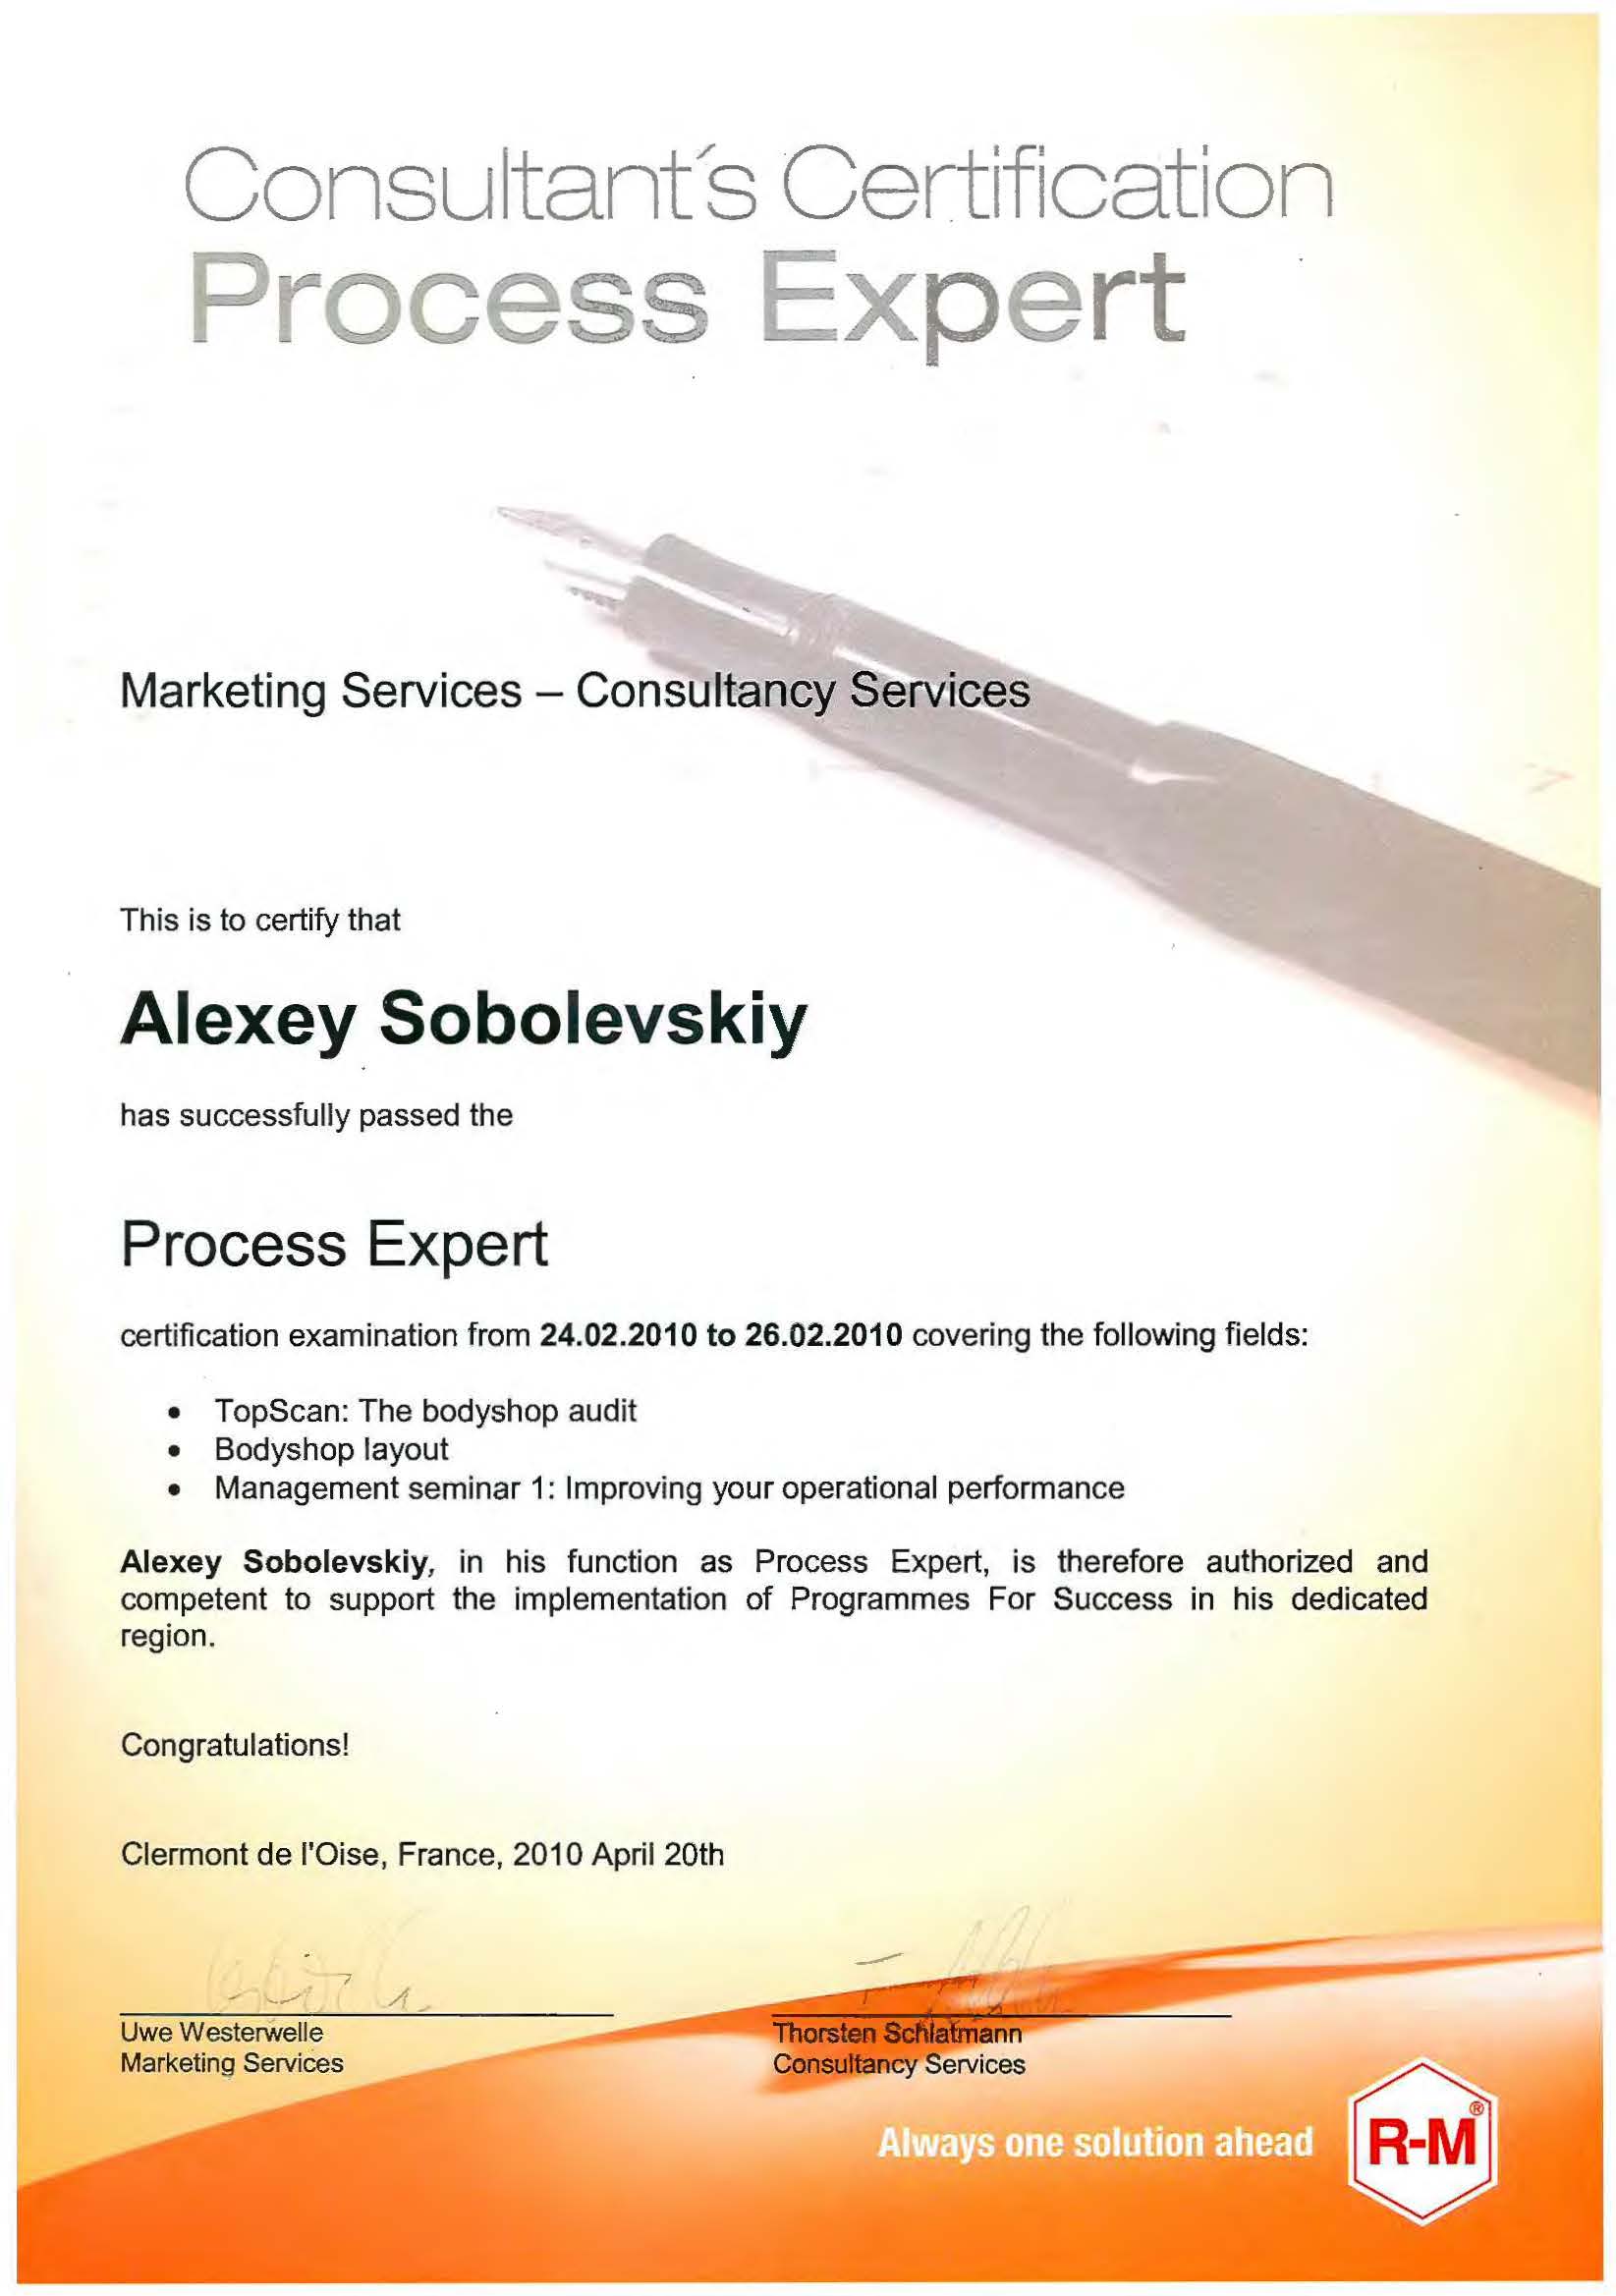 Consultant´s Certification
Process Expert
Marketing Services – Consultancy Services
This is to certify that
Alexey Sobolevskiy
has successfully passed the
Process Expert
certification examination from 24.02.2010 to 26.02.2010 covering the following fields:
• TopScan: The bodyshop audit
• Bodyshop layout
• Management seminar 1: Improving your operational performance
Alexey Sobolevskiy, in his function as Process Expert, is therefore authorized and
competent to support the implementation of Programmes For Success in his dedicated
region.
Congratulations!
Clermont de l'Oise, France, 2010 April 20th
Uwe Westerwelle
Marketing Services
Thorsten Schlatmann
Consultancy Services
Always one solution ahead
R-M®